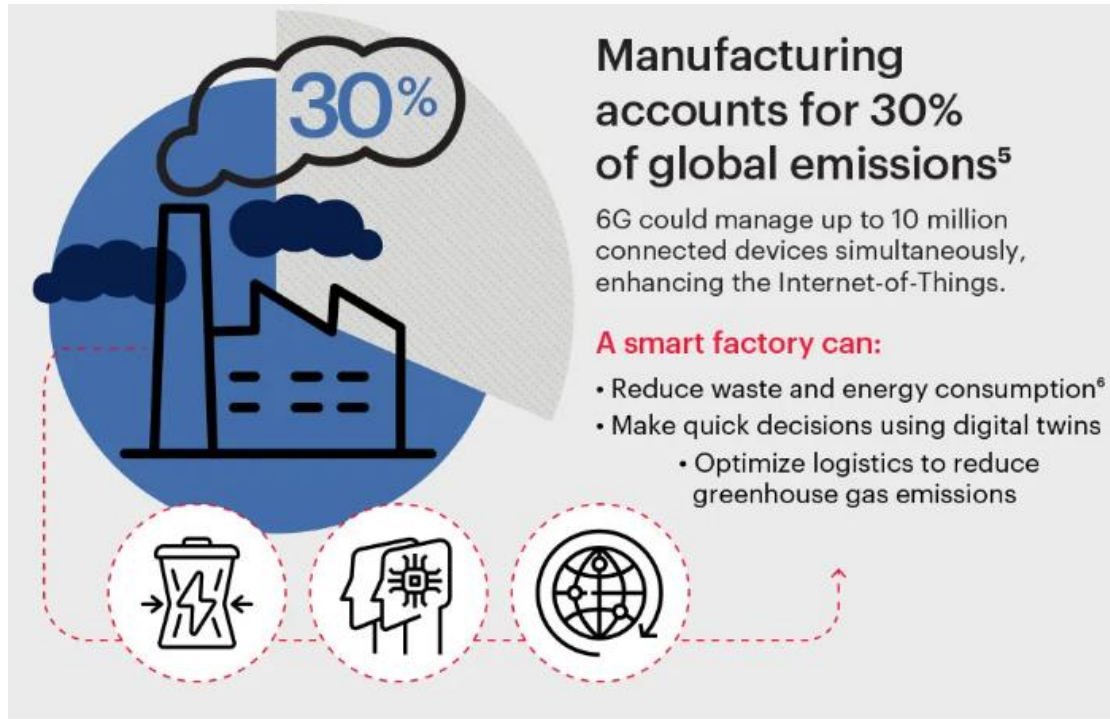 30%
Manufacturing
accounts for 30%
of global emissions⁵
6G could manage up to 10 million
connected devices simultaneously,
enhancing the Internet-of-Things.
A smart factory can:
• Reduce waste and energy consumption⁶
• Make quick decisions using digital twins
• Optimize logistics to reduce
greenhouse gas emissions